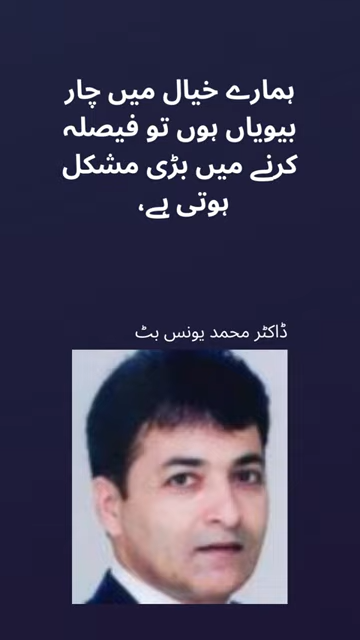 ہمارے خیال میں چار
بیویاں ہوں تو فیصلہ
کرنے میں بڑی مشکل
ہوتی ہے،
ڈاکٹر محمد یونس بٹ